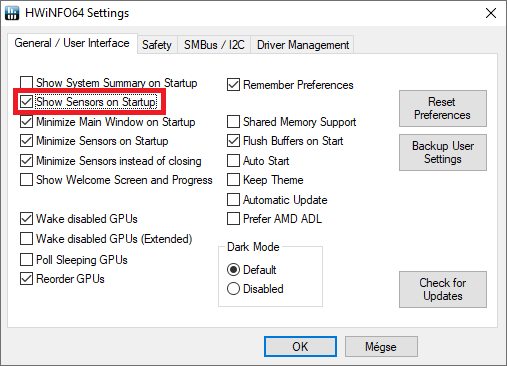 HWiNFO64 Settings
General / User Interface
Safety
SMBus / I2C
Driver Management
Show System Summary on Startup
Show Sensors on Startup
Minimize Main Window on Startup
Minimize Sensors on Startup
Minimize Sensors instead of closing
Show Welcome Screen and Progress
Wake disabled GPUs
Wake disabled GPUs (Extended)
Poll Sleeping GPUs
Reorder GPUs
Remember Preferences
Shared Memory Support
Flush Buffers on Start
Auto Start
Keep Theme
Automatic Update
Prefer AMD ADL
Dark Mode
Default
Disabled
Reset
Preferences
Backup User
Settings
Check for
Updates
OK
Mégse